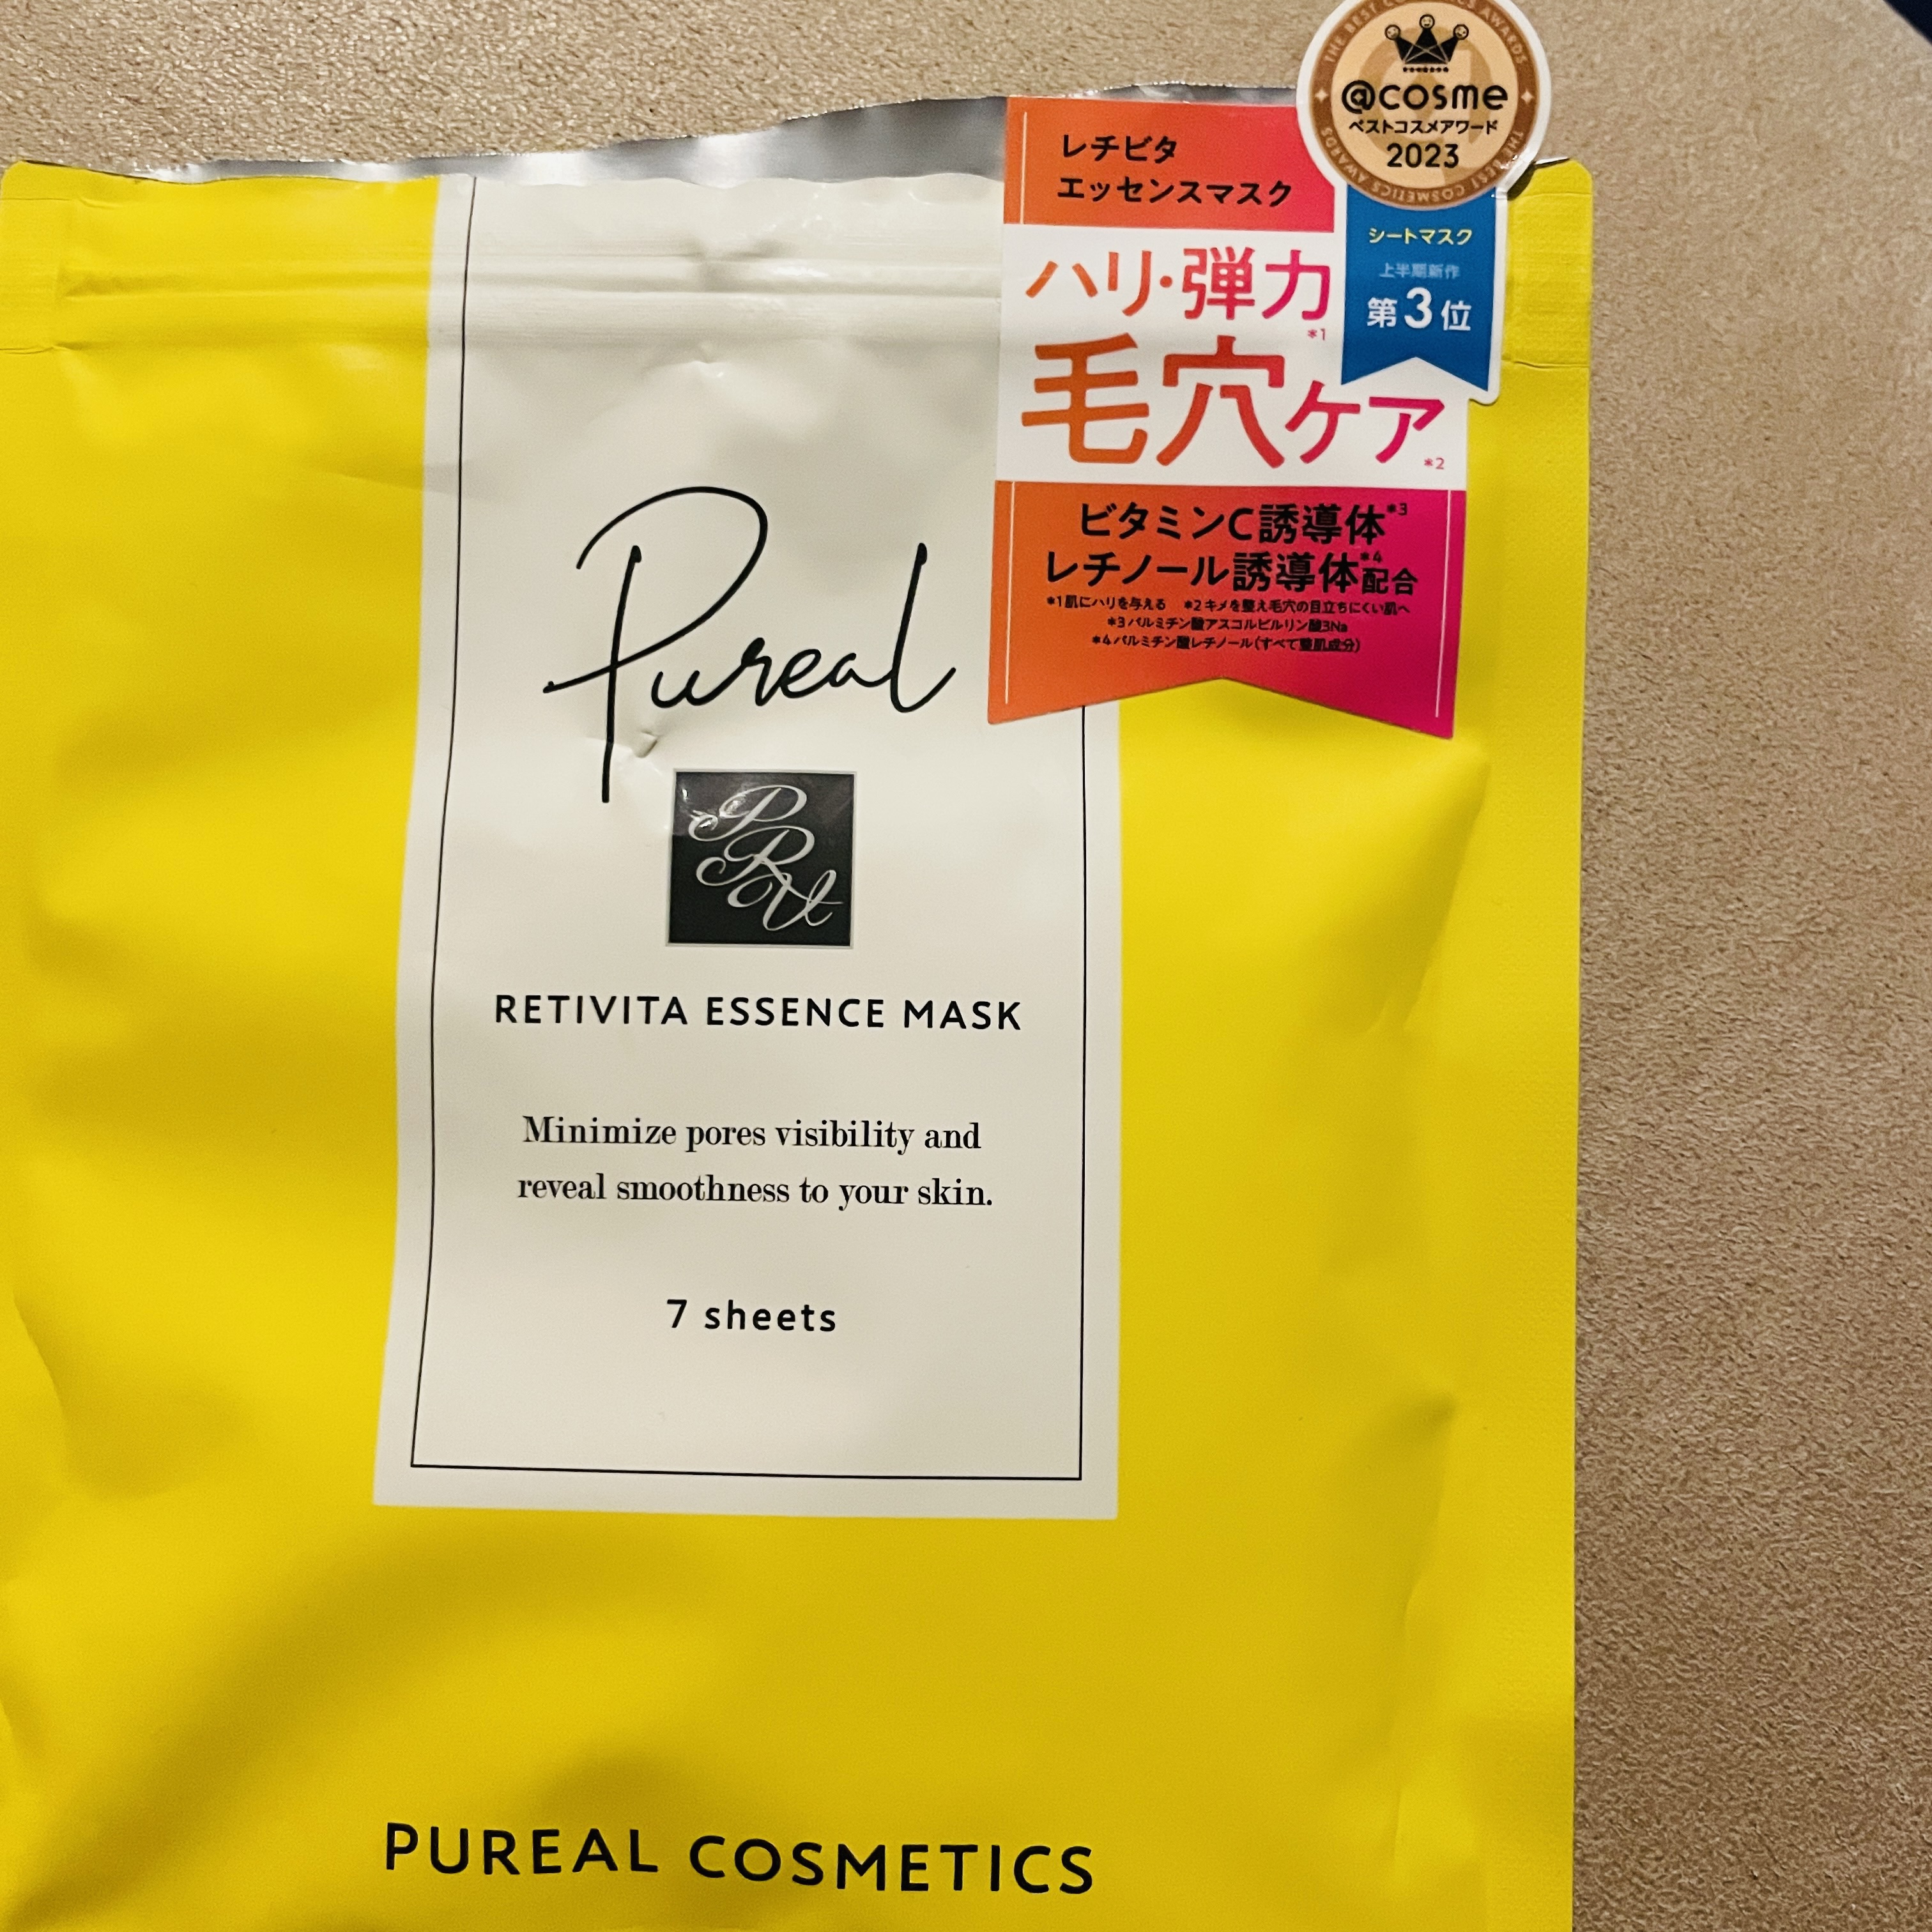 THE BEST COSMETICS AWARDS
@cosme
ベストコスメアワード
2023
THE BEST COSMETICS AWARDS
シートマスク
上半期新作
第3位
レチビタ
エッセンスマスク
ハリ・弾力*1
毛穴ケア*2
ビタミンC誘導体*3
レチノール誘導体*4配合
*1肌にハリを与える *2キメを整え毛穴の目立ちにくい肌へ
*3パルミチン酸アスコルビルリン酸3Na
*4パルミチン酸レチノール(すべて整肌成分)
Pureal
PRV
RETIVITA ESSENCE MASK
Minimize pores visibility and
reveal smoothness to your skin.
7 sheets
PUREAL COSMETICS